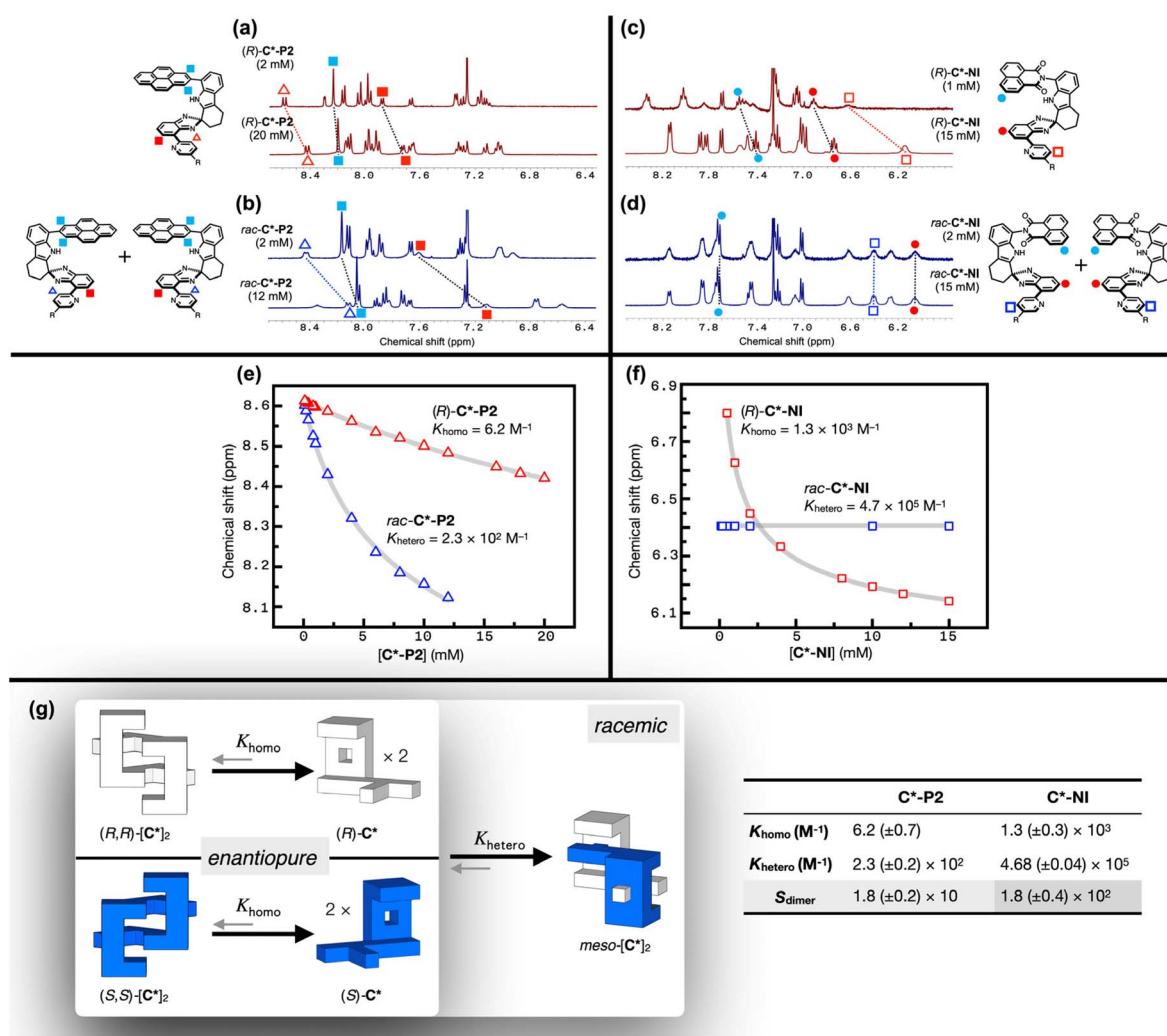 (a)
(R)-C*-P2
(2 mM)
(R)-C*-P2
(20 mM)
8.4 8.0 7.6 7.2 6.8 6.4
NH
N
N
N
R
(b)
rac-C*-P2
(2 mM)
rac-C*-P2
(12 mM)
8.4 8.0 7.6 7.2 6.8 6.4
Chemical shift (ppm)
NH
N
N
N
R
+
NH
N
N
N
R
(c)
(R)-C*-NI
(1 mM)
(R)-C*-NI
(15 mM)
8.2 7.8 7.4 7.0 6.6 6.2
O
N
O
NH
N
N
N
R
(d)
rac-C*-NI
(2 mM)
rac-C*-NI
(15 mM)
8.2 7.8 7.4 7.0 6.6 6.2
Chemical shift (ppm)
O
N
O
NH
N
N
N
R
+
O
N
O
NH
N
N
N
R
(e)
Chemical shift (ppm)
8.6
8.5
8.4
8.3
8.2
8.1
(R)-C*-P2
Khomo = 6.2 M⁻¹
rac-C*-P2
Khetero = 2.3 × 10² M⁻¹
0 5 10 15 20
[C*-P2] (mM)
(f)
Chemical shift (ppm)
6.9
6.7
6.5
6.3
6.1
(R)-C*-NI
Khomo = 1.3 × 10³ M⁻¹
rac-C*-NI
Khetero = 4.7 × 10⁵ M⁻¹
0 5 10 15
[C*-NI] (mM)
(g)
Khomo
× 2
(R,R)-[C*]₂
(R)-C*
enantiopure
Khomo
2 ×
(S,S)-[C*]₂
(S)-C*
racemic
Khetero
meso-[C*]₂
C*-P2 C*-NI
Khomo (M⁻¹) 6.2 (±0.7) 1.3 (±0.3) × 10³
Khetero (M⁻¹) 2.3 (±0.2) × 10² 4.68 (±0.04) × 10⁵
Sdimer 1.8 (±0.2) × 10 1.8 (±0.4) × 10²